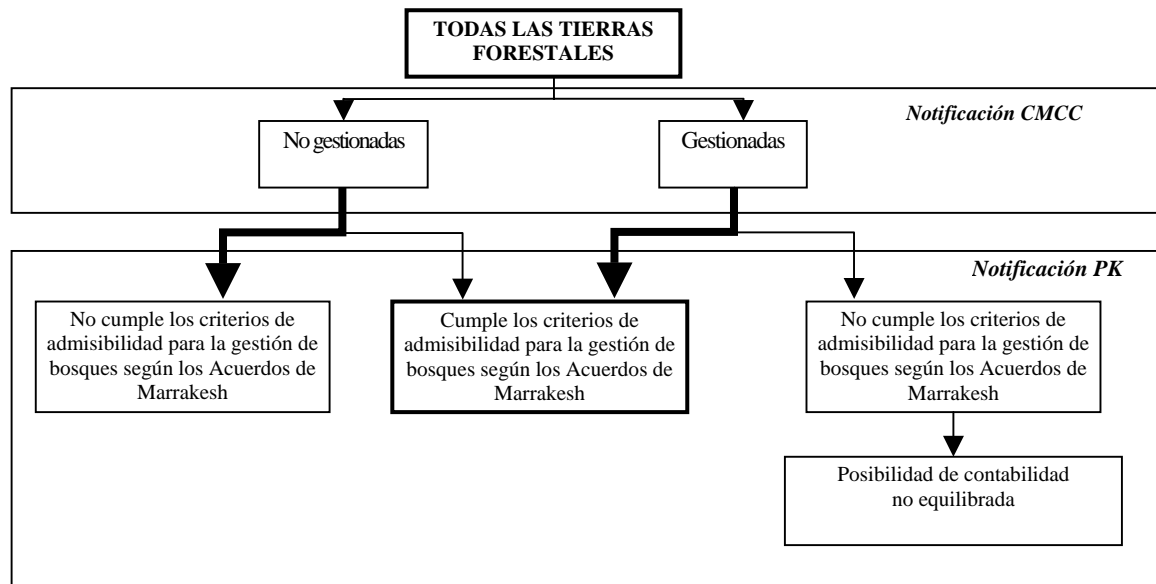 TODAS LAS TIERRAS
FORESTALES
Notificación CMCC
No gestionadas
Gestionadas
Notificación PK
No cumple los criterios de
admisibilidad para la gestión de
bosques según los Acuerdos de
Marrakesh
Cumple los criterios de
admisibilidad para la gestión de
bosques según los Acuerdos de
Marrakesh
No cumple los criterios de
admisibilidad para la gestión de
bosques según los Acuerdos de
Marrakesh
Posibilidad de contabilidad
no equilibrada